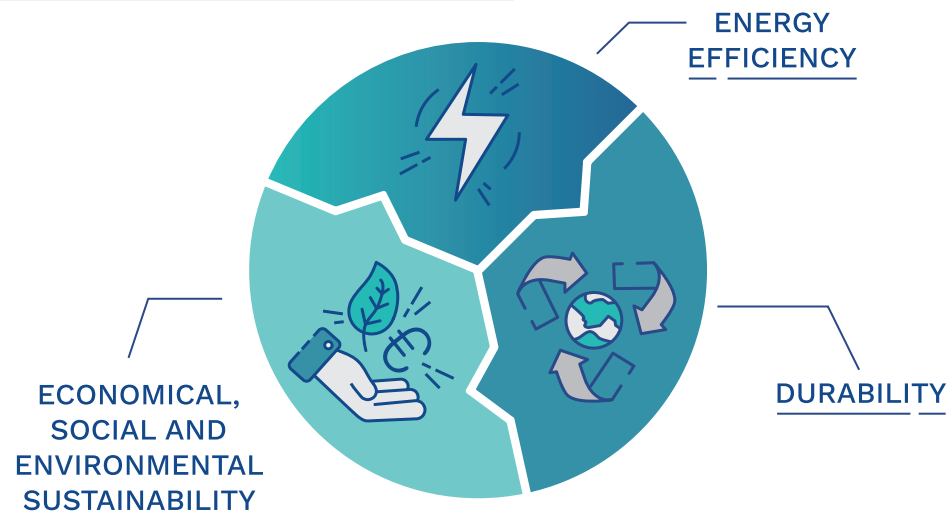 ENERGY
EFFICIENCY
DURABILITY
ECONOMICAL,
SOCIAL AND
ENVIRONMENTAL
SUSTAINABILITY